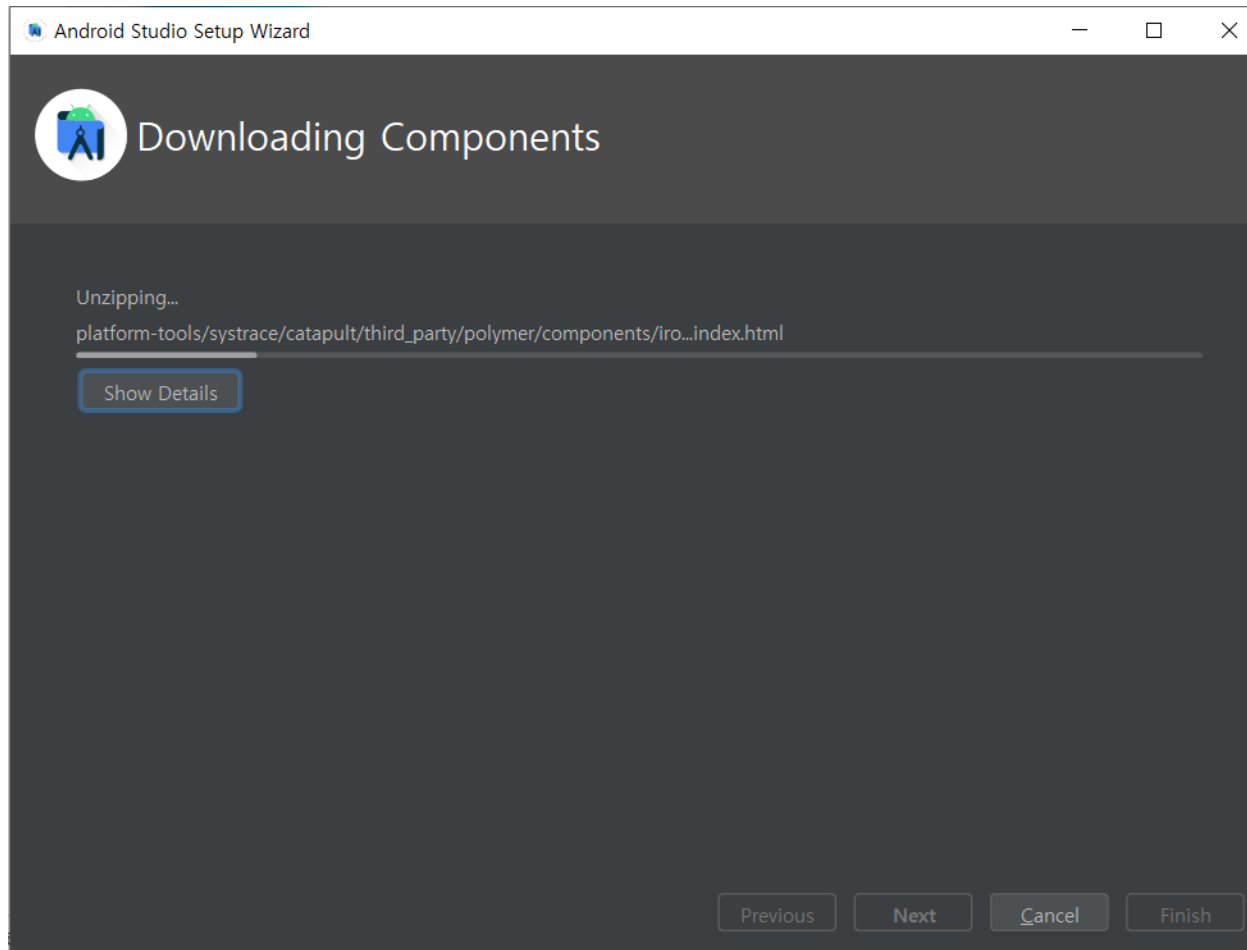 Android Studio Setup Wizard
Downloading Components
Unzipping...
platform-tools/systrace/catapult/third_party/polymer/components/iro...index.html
Show Details
Previous
Next
Cancel
Finish